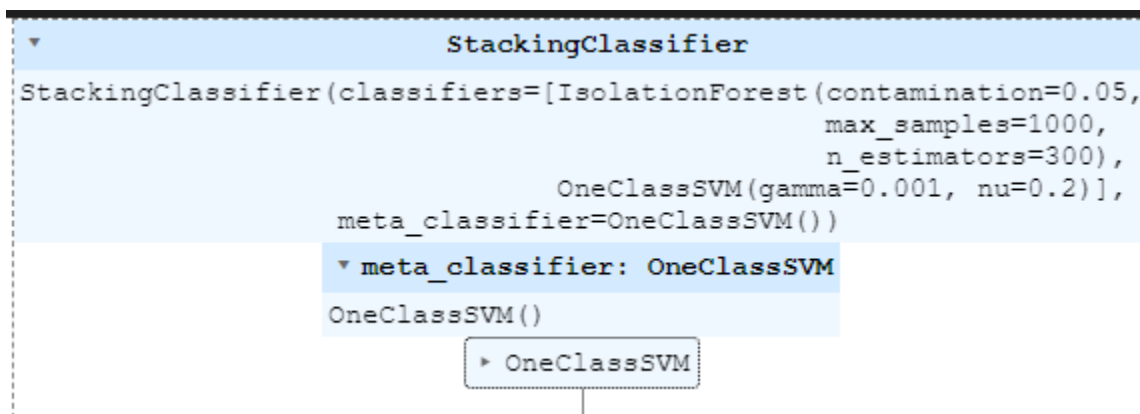 StackingClassifier
StackingClassifier(classifiers=[IsolationForest(contamination=0.05,
max_samples=1000,
n_estimators=300),
OneClassSVM(gamma=0.001, nu=0.2)],
meta_classifier=OneClassSVM())
meta_classifier: OneClassSVM
OneClassSVM()
OneClassSVM